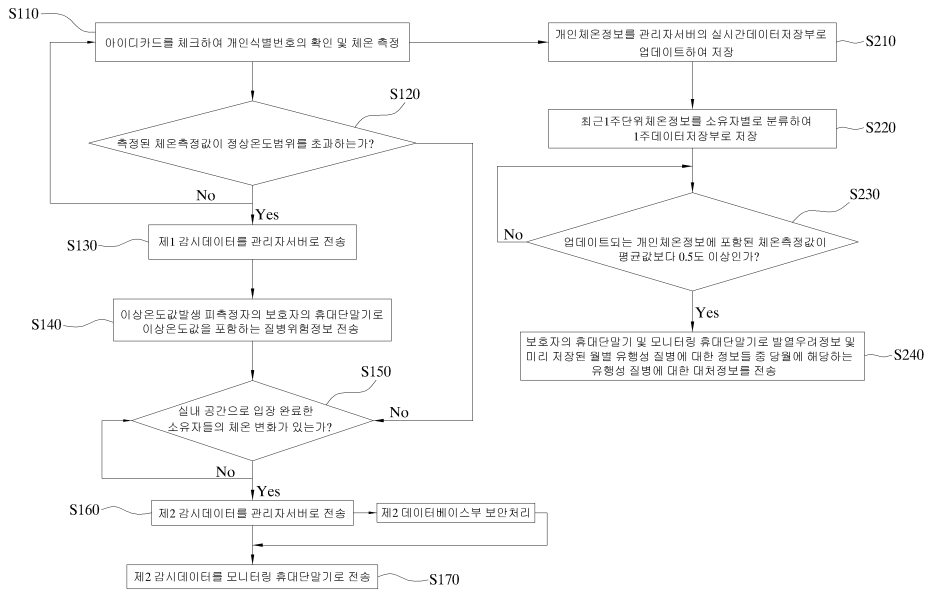 S110
아이디카드를 체크하여 개인식별번호의 확인 및 체온 측정
S120
측정된 체온측정값이 정상온도범위를 초과하는가?
No
Yes
S130
제1 감시데이터를 관리자서버로 전송
S140
이상온도값발생 피측정자의 보호자의 휴대단말기로
이상온도값을 포함하는 질병위험정보 전송
S150
실내 공간으로 입장 완료한
소유자들의 체온 변화가 있는가?
No
No
Yes
S160
제2 감시데이터를 관리자서버로 전송
제2 데이터베이스부 보안처리
제2 감시데이터를 모니터링 휴대단말기로 전송
S170
개인체온정보를 관리자서버의 실시간데이터저장부로
업데이트하여 저장
S210
최근1주단위체온정보를 소유자별로 분류하여
1주데이터저장부로 저장
S220
S230
업데이트되는 개인체온정보에 포함된 체온측정값이
평균값보다 0.5도 이상인가?
No
Yes
보호자의 휴대단말기 및 모니터링 휴대단말기로 발열우려정보 및
미리 저장된 월별 유행성 질병에 대한 정보들 중 당월에 해당하는
유행성 질병에 대한 대처정보를 전송
S240